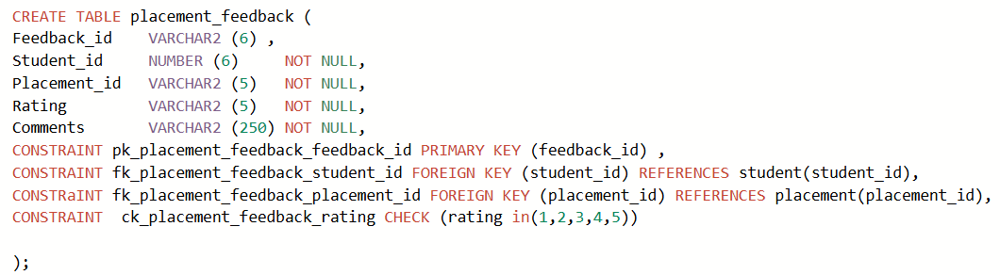 CREATE TABLE placement_feedback (
Feedback_id VARCHAR2 (6) ,
Student_id NUMBER (6) NOT NULL,
Placement_id VARCHAR2 (5) NOT NULL,
Rating VARCHAR2 (5) NOT NULL,
Comments VARCHAR2 (250) NOT NULL,
CONSTRAINT pk_placement_feedback_feedback_id PRIMARY KEY (feedback_id) ,
CONSTRAINT fk_placement_feedback_student_id FOREIGN KEY (student_id) REFERENCES student(student_id),
CONSTRaINT fk_placement_feedback_placement_id FOREIGN KEY (placement_id) REFERENCES placement(placement_id),
CONSTRAINT ck_placement_feedback_rating CHECK (rating in(1,2,3,4,5))
);